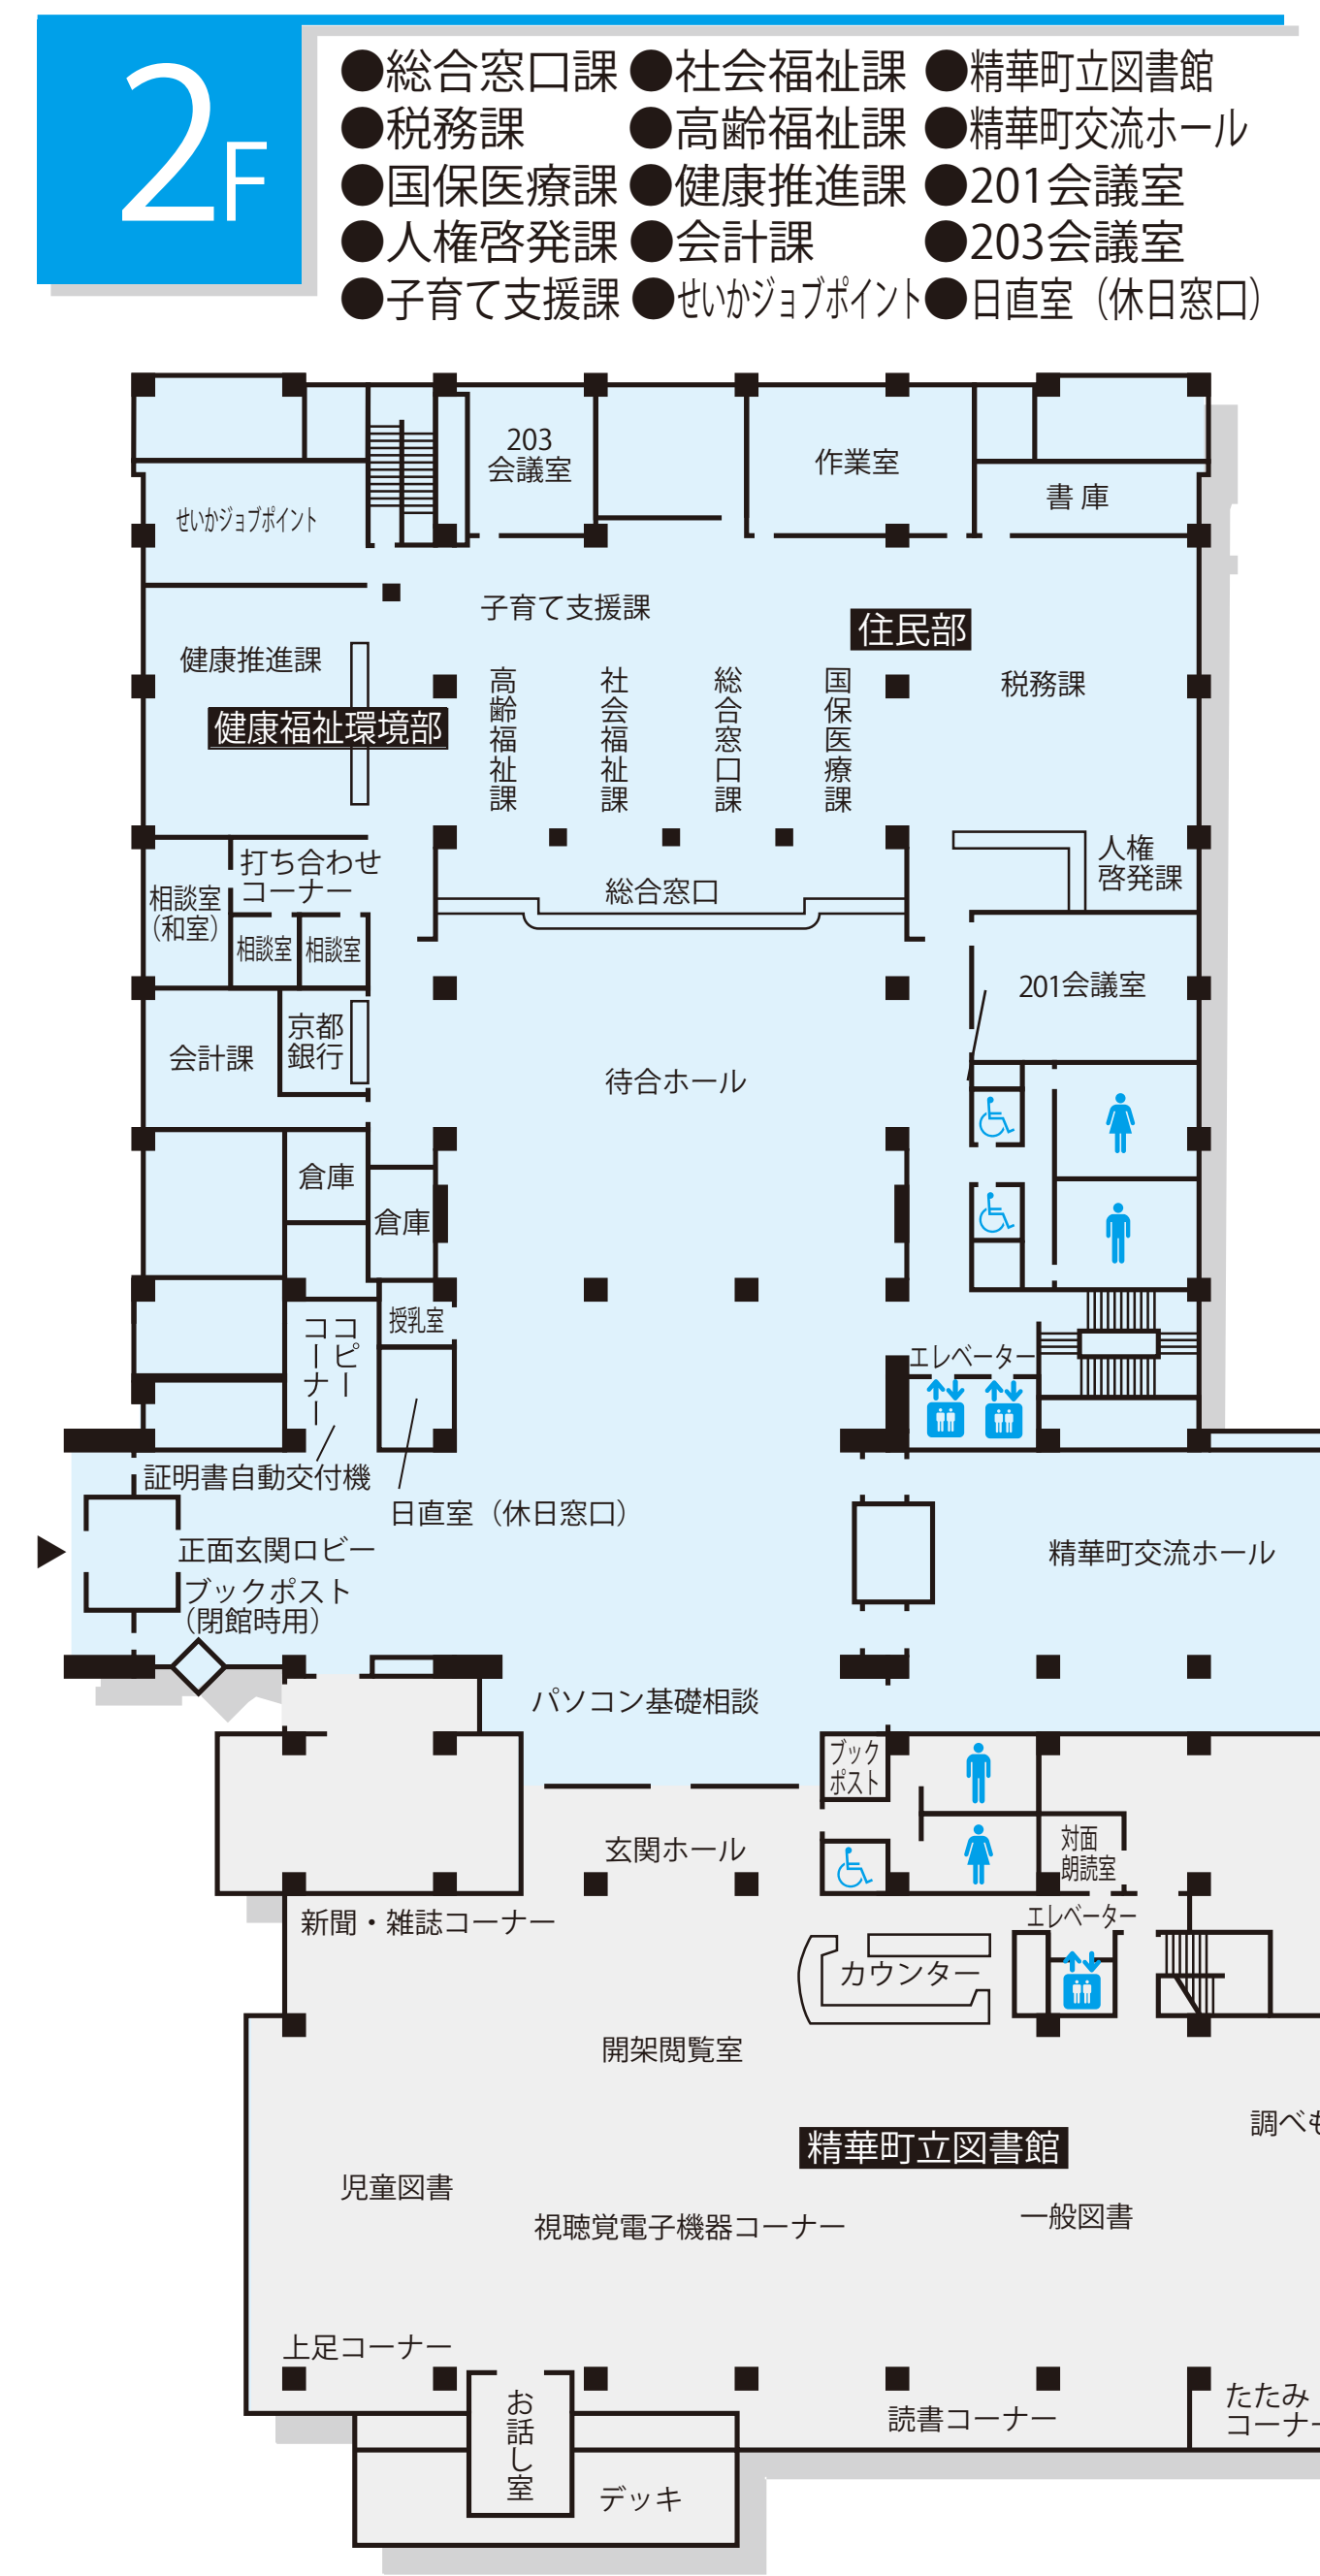 2F
●総合窓口課 ●社会福祉課 ●精華町立図書館
●税務課 ●高齢福祉課 ●精華町交流ホール
●国保医療課 ●健康推進課 ●201会議室
●人権啓発課 ●会計課 ●203会議室
●子育て支援課 ●せいかジョブポイント ●日直室（休日窓口）
203
会議室
作業室
書庫
せいかジョブポイント
子育て支援課
住民部
健康推進課
税務課
健康福祉環境部
高齢福祉課
社会福祉課
総合窓口課
国保医療課
人権
啓発課
打ち合わせ
コーナー
相談室
（和室）
相談室
相談室
総合窓口
201会議室
会計課
京都
銀行
待合ホール
倉庫
倉庫
授乳室
コピー
コーナー
エレベーター
証明書自動交付機
日直室（休日窓口）
正面玄関ロビー
ブックポスト
（閉館時用）
精華町交流ホール
パソコン基礎相談
ブック
ポスト
玄関ホール
対面
朗読室
新聞・雑誌コーナー
エレベーター
カウンター
開架閲覧室
調べも
精華町立図書館
児童図書
視聴覚電子機器コーナー
一般図書
上足コーナー
お話し室
読書コーナー
たたみ
コーナー
デッキ